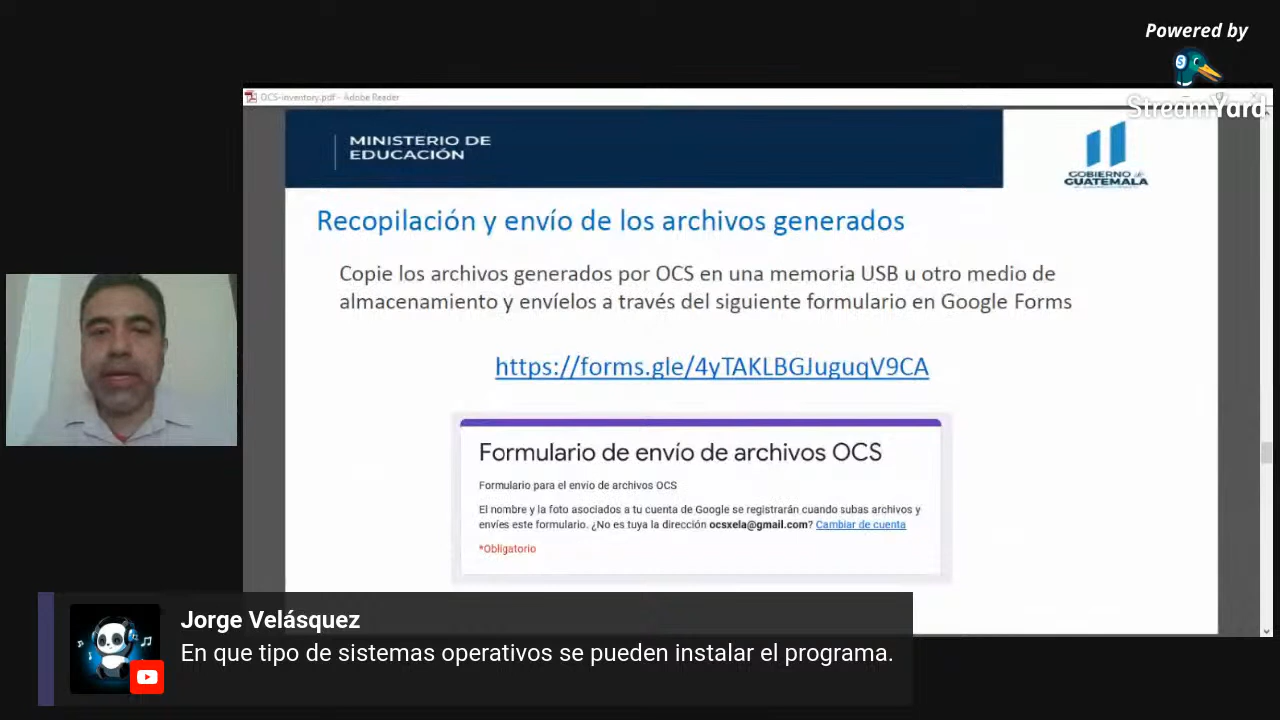 Powered by
StreamYard
OCS-inventory.pdf - Adobe Reader
MINISTERIO DE
EDUCACIÓN
GOBIERNO de
GUATEMALA
Recopilación y envío de los archivos generados
Copie los archivos generados por OCS en una memoria USB u otro medio de
almacenamiento y envíelos a través del siguiente formulario en Google Forms
https://forms.gle/4yTAKLBGJuguqV9CA
Formulario de envío de archivos OCS
Formulario para el envío de archivos OCS
El nombre y la foto asociados a tu cuenta de Google se registrarán cuando subas archivos y
envíes este formulario. ¿No es tuya la dirección ocsxela@gmail.com? Cambiar de cuenta
*Obligatorio
Jorge Velásquez
En que tipo de sistemas operativos se pueden instalar el programa.